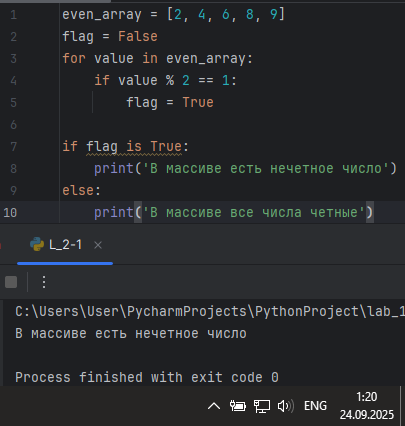 1 even_array = [2, 4, 6, 8, 9]
2 flag = False
3 for value in even_array:
4     if value % 2 == 1:
5         flag = True
6
7 if flag is True:
8     print('В массиве есть нечетное число')
9 else:
10     print('В массиве все числа четные')
L_2-1 ×
C:\Users\User\PycharmProjects\PythonProject\lab_1
В массиве есть нечетное число
Process finished with exit code 0
ENG 1:20
24.09.2025